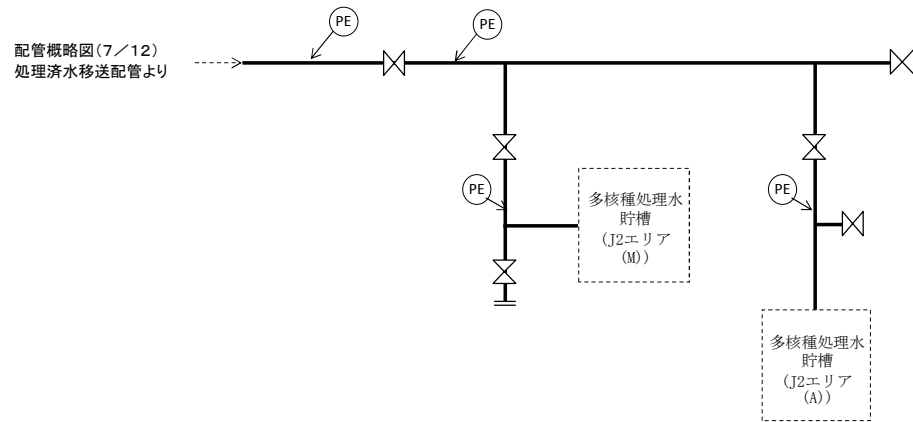 PE
PE
配管概略図(7／12)
処理済水移送配管より
PE
PE
多核種処理水
貯槽
(J2エリア
(M))
多核種処理水
貯槽
(J2エリア
(A))